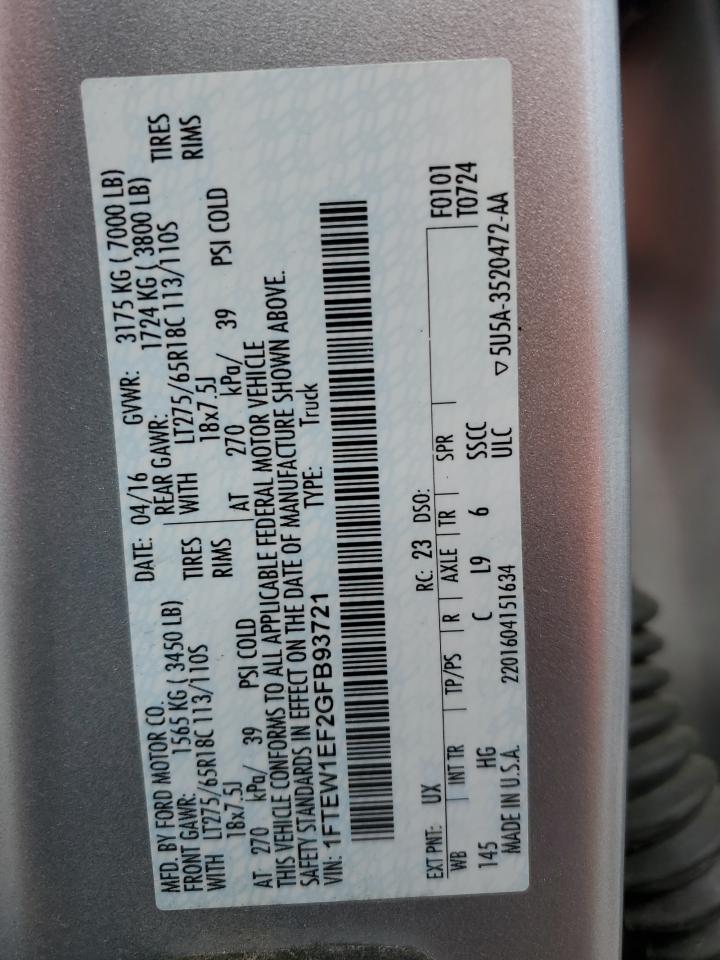 MFD. BY FORD MOTOR CO. DATE: 04/16 GVWR: 3175 KG ( 7000 LB)
FRONT GAWR: 1565 KG ( 3450 LB) REAR GAWR: 1724 KG ( 3800 LB)
WITH LT275/65R18C 113/110S TIRES WITH LT275/65R18C 113/110S TIRES
18x7.5J RIMS 18x7.5J RIMS
AT 270 kPa/ 39 PSI COLD AT 270 kPa/ 39 PSI COLD
THIS VEHICLE CONFORMS TO ALL APPLICABLE FEDERAL MOTOR VEHICLE
SAFETY STANDARDS IN EFFECT ON THE DATE OF MANUFACTURE SHOWN ABOVE.
VIN: 1FTEW1EF2GFB93721 TYPE: Truck
EXT PNT: UX RC: 23 DSO: F0101
WB INT TR TP/PS R AXLE TR SPR T0724
145 HG C L9 6 SSCC
ULC
MADE IN U.S.A. 2201604151634 ▽5U5A-3520472-AA